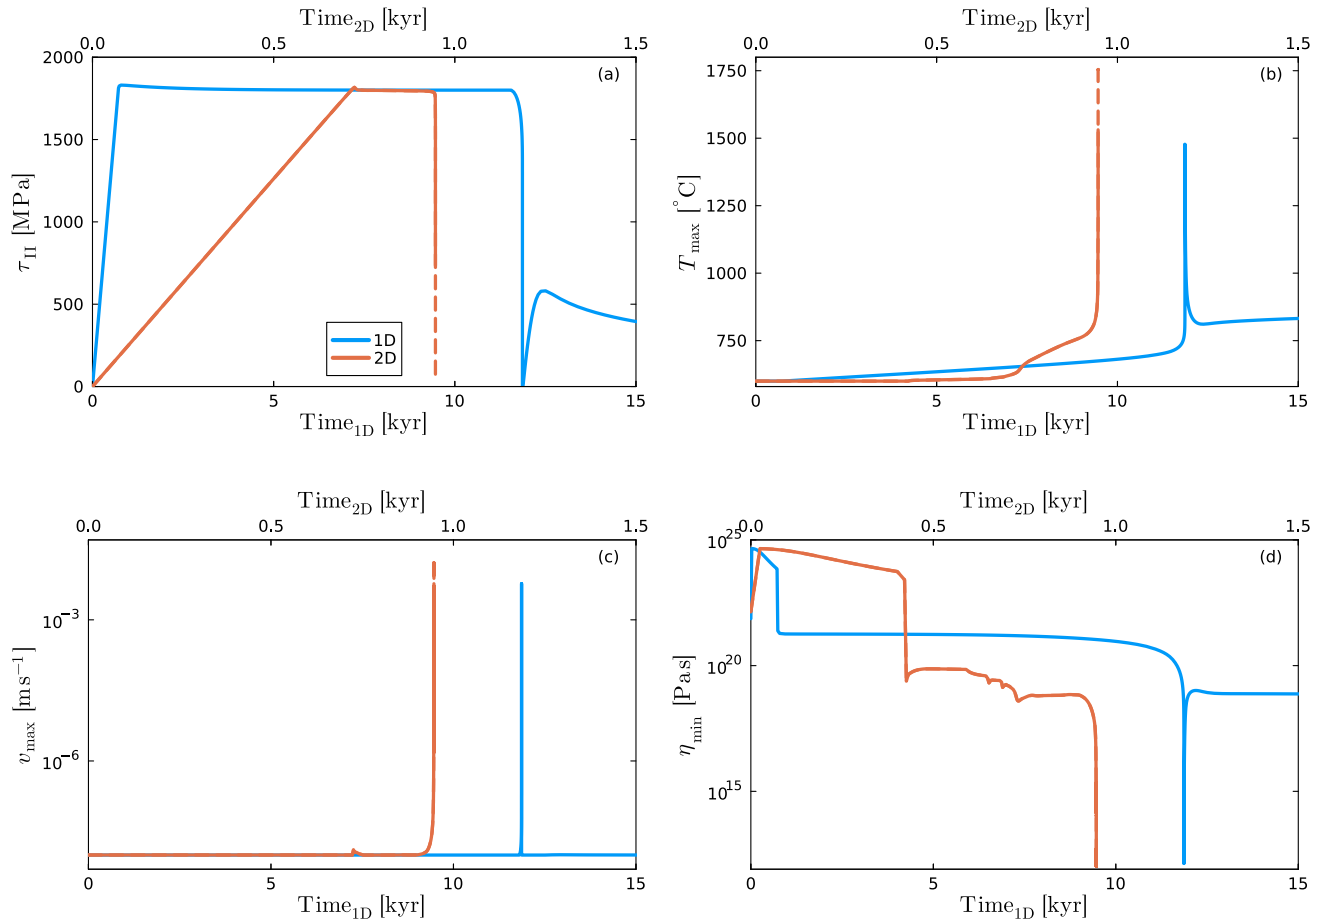 Time2D [kyr]
0.0 0.5 1.0 1.5
(a)
2000
1500
1000
500
0
τII [MPa]
1D
2D
0 5 10 15
Time1D [kyr]
Time2D [kyr]
0.0 0.5 1.0 1.5
(b)
1750
1500
1250
1000
750
Tmax [°C]
0 5 10 15
Time1D [kyr]
Time2D [kyr]
0.0 0.5 1.0 1.5
(c)
10−3
10−6
vmax [ms−1]
0 5 10 15
Time1D [kyr]
Time2D [kyr]
0.0 0.5 1.0 1.5
(d)
1025
1020
1015
ηmin [Pas]
0 5 10 15
Time1D [kyr]